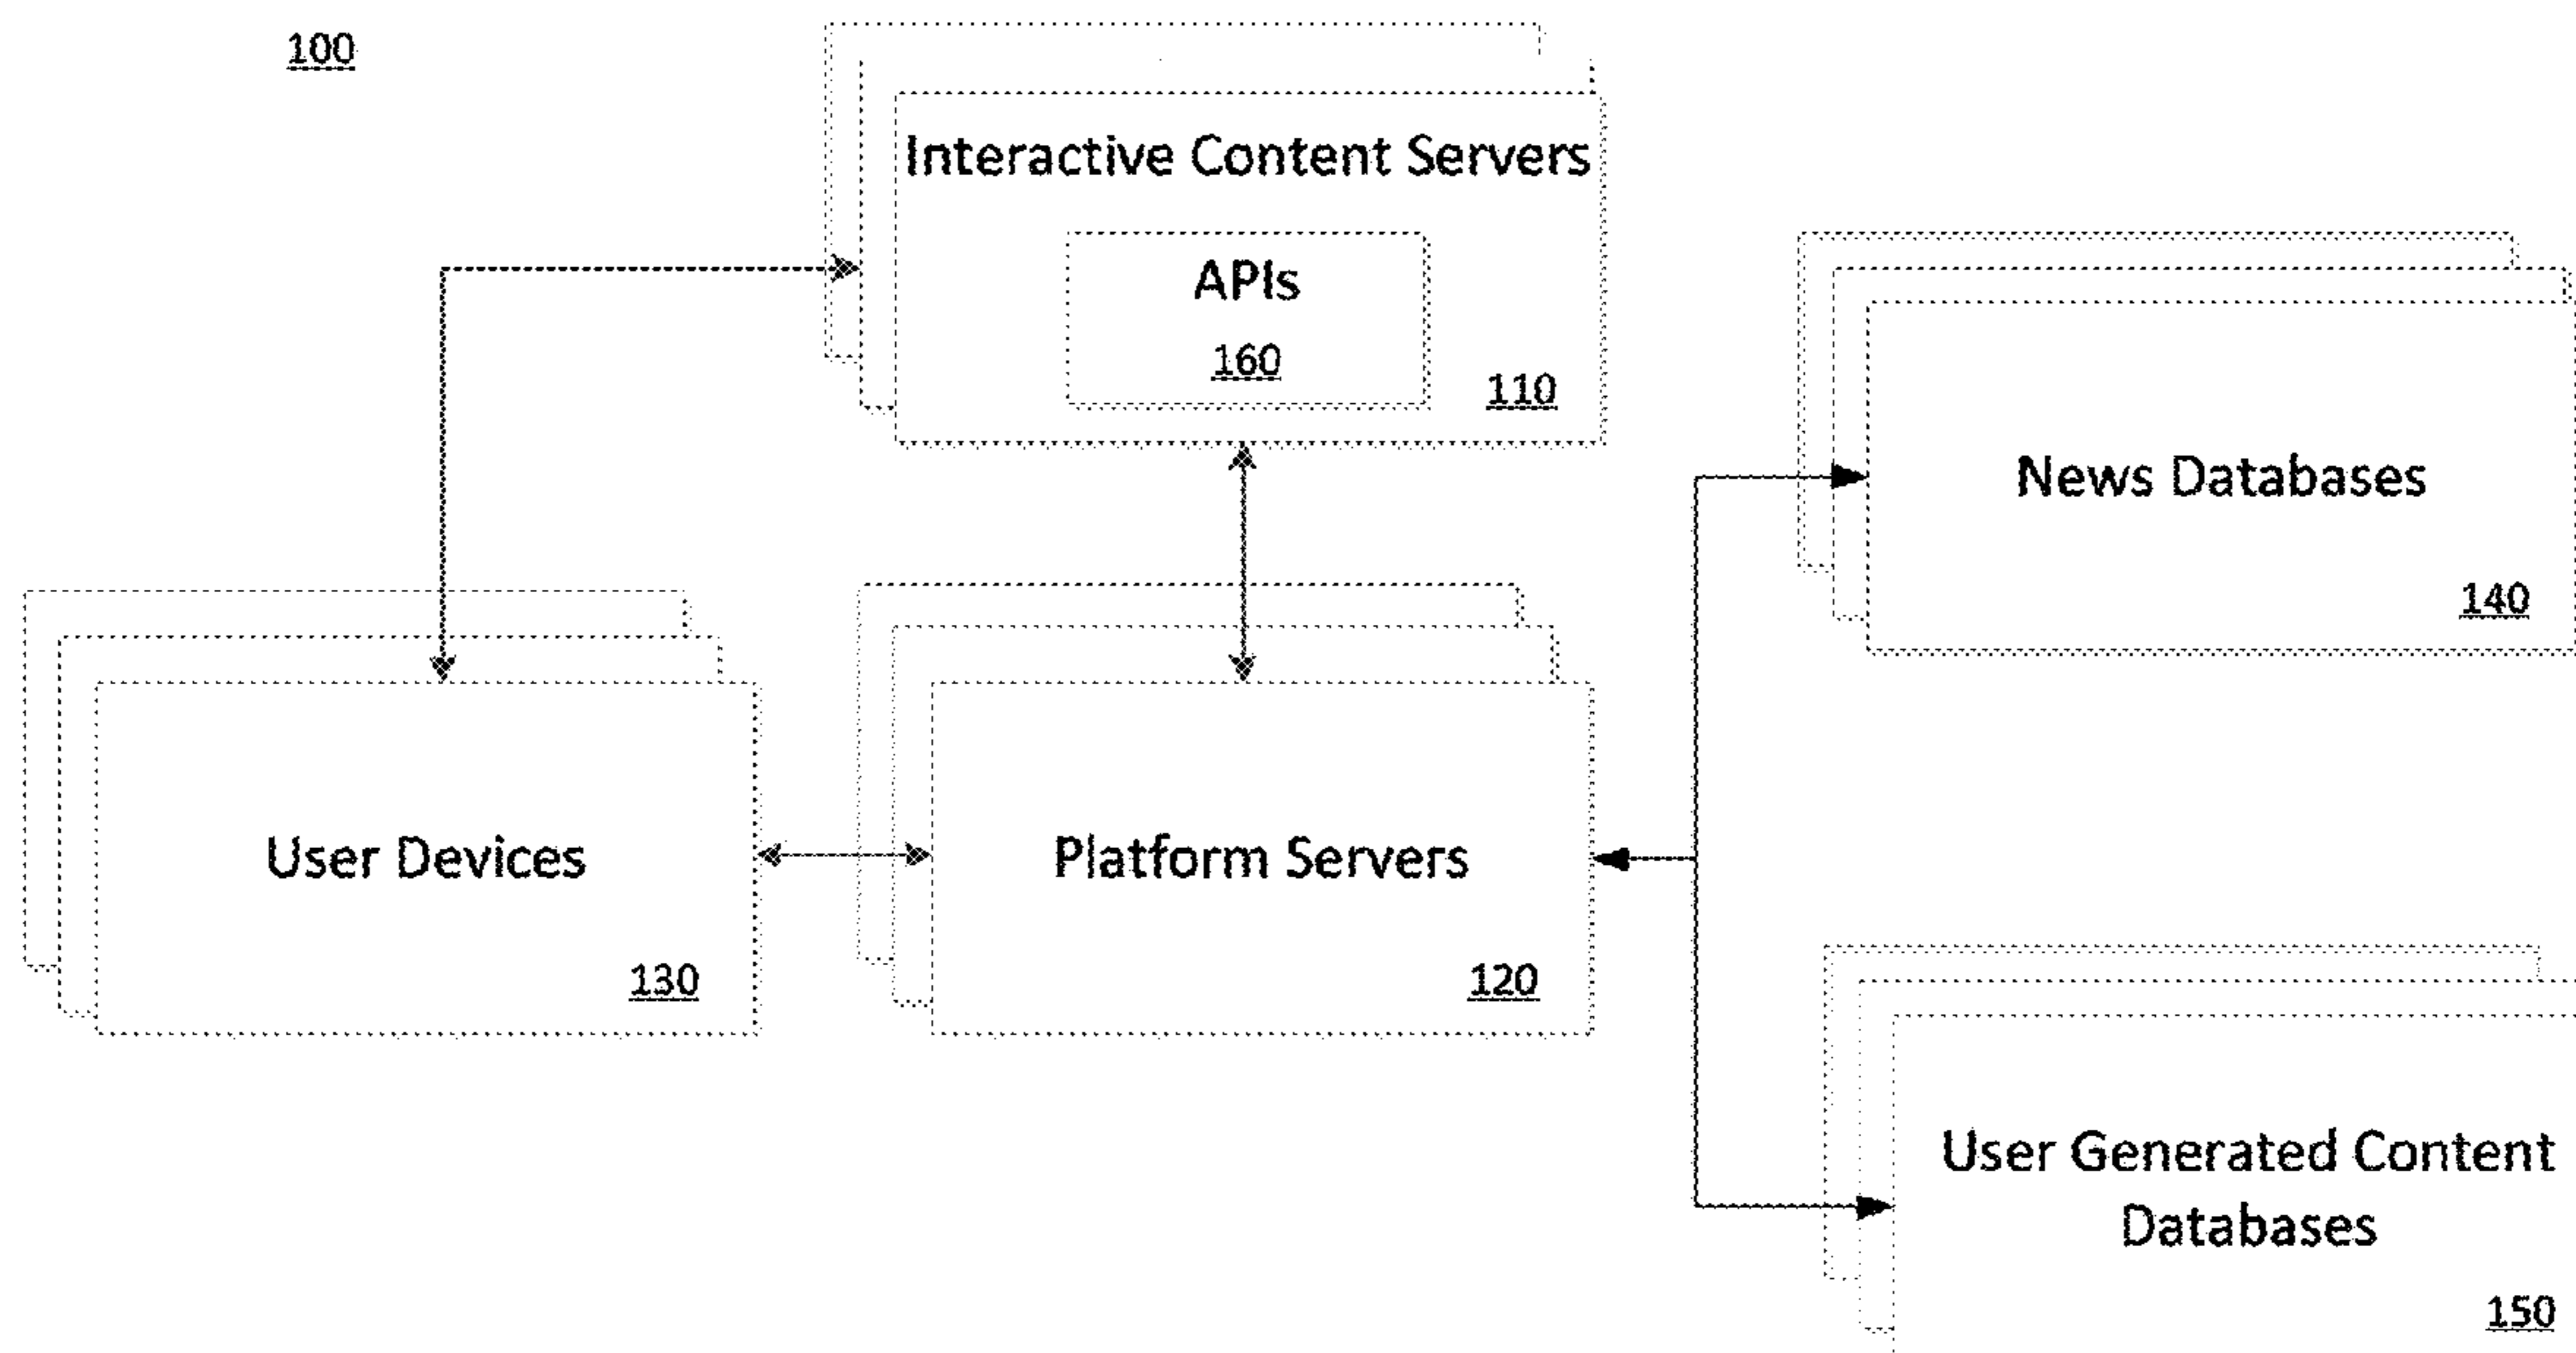 100
Interactive Content Servers
APIs
160
110
News Databases
140
User Devices
130
Platform Servers
120
User Generated Content
Databases
150